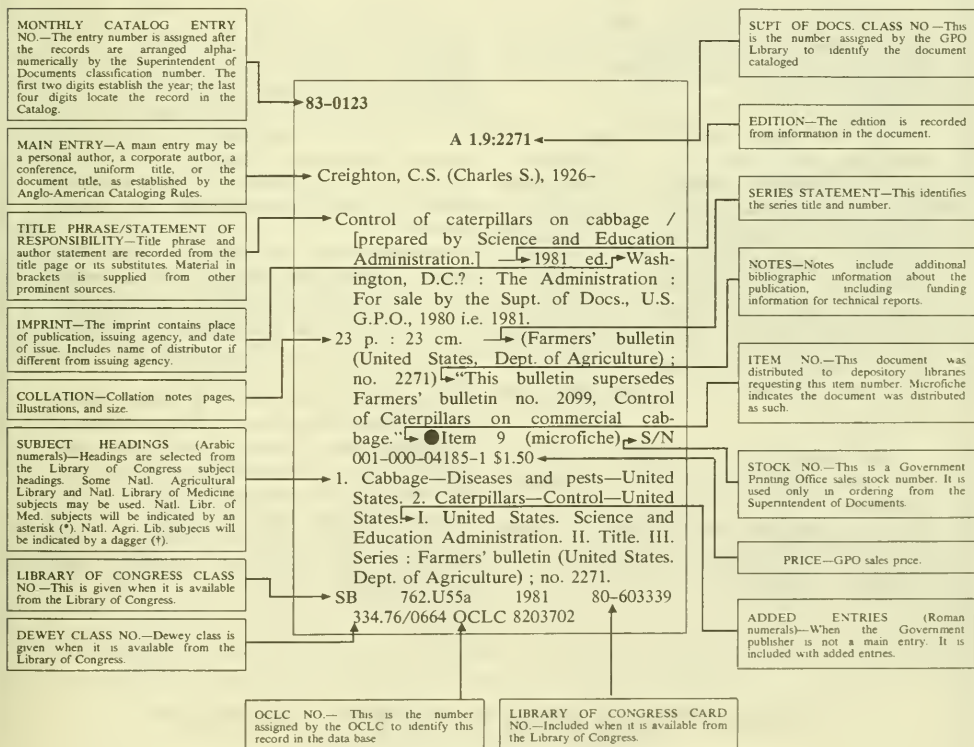 MONTHLY CATALOG ENTRY
NO.—The entry number is assigned after
the records are arranged alpha-
numerically by the Superintendent of
Documents classification number. The
first two digits establish the year; the last
four digits locate the record in the
Catalog.
MAIN ENTRY—A main entry may be
a personal author, a corporate author, a
conference, uniform title, or the
document title, as established by the
Anglo-American Cataloging Rules.
TITLE PHRASE/STATEMENT OF
RESPONSIBILITY—Title phrase and
author statement are recorded from the
title page or its substitutes. Material in
brackets is supplied from other
prominent sources.
IMPRINT—The imprint contains place
of publication, issuing agency, and date
of issue. Includes name of distributor if
different from issuing agency.
COLLATION—Collation notes pages,
illustrations, and size.
SUBJECT HEADINGS (Arabic
numerals)—Headings are selected from
the Library of Congress subject
headings. Some Natl. Agricultural
Library and Natl. Library of Medicine
subjects may be used. Natl. Libr. of
Med. subjects will be indicated by an
asterisk (*). Natl. Agri. Lib. subjects will
be indicated by a dagger (†).
LIBRARY OF CONGRESS CLASS
NO.—This is given when it is available
from the Library of Congress.
DEWEY CLASS NO.—Dewey class is
given when it is available from the
Library of Congress.
83-0123
A 1.9:2271
Creighton, C.S. (Charles S.), 1926-
Control of caterpillars on cabbage /
[prepared by Science and Education
Administration.] — 1981 ed. Wash-
ington, D.C.? : The Administration :
For sale by the Supt. of Docs., U.S.
G.P.O., 1980 i.e. 1981.
23 p. : 23 cm. — (Farmers' bulletin
(United States, Dept. of Agriculture) ;
no. 2271) "This bulletin supersedes
Farmers' bulletin no. 2099, Control
of Caterpillars on commercial cab-
bage." ●Item 9 (microfiche) S/N
001-000-04185-1 $1.50
1. Cabbage—Diseases and pests—United
States. 2. Caterpillars—Control—United
States. I. United States. Science and
Education Administration. II. Title. III.
Series : Farmers' bulletin (United States.
Dept. of Agriculture) ; no. 2271.
SB 762.U55a 1981 80-603339
334.76/0664 OCLC 8203702
SUPT OF DOCS. CLASS NO—This
is the number assigned by the GPO
Library to identify the document
cataloged
EDITION—The edition is recorded
from information in the document.
SERIES STATEMENT—This identifies
the series title and number.
NOTES—Notes include additional
bibliographic information about the
publication, including funding
information for technical reports.
ITEM NO.—This document was
distributed to depository libraries
requesting this item number. Microfiche
indicates the document was distributed
as such.
STOCK NO.—This is a Government
Printing Office sales stock number. It is
used only in ordering from the
Superintendent of Documents.
PRICE—GPO sales price.
ADDED ENTRIES (Roman
numerals)—When the Government
publisher is not a main entry. It is
included with added entries.
OCLC NO.— This is the number
assigned by the OCLC to identify this
record in the data base
LIBRARY OF CONGRESS CARD
NO.—Included when it is available from
the Library of Congress.